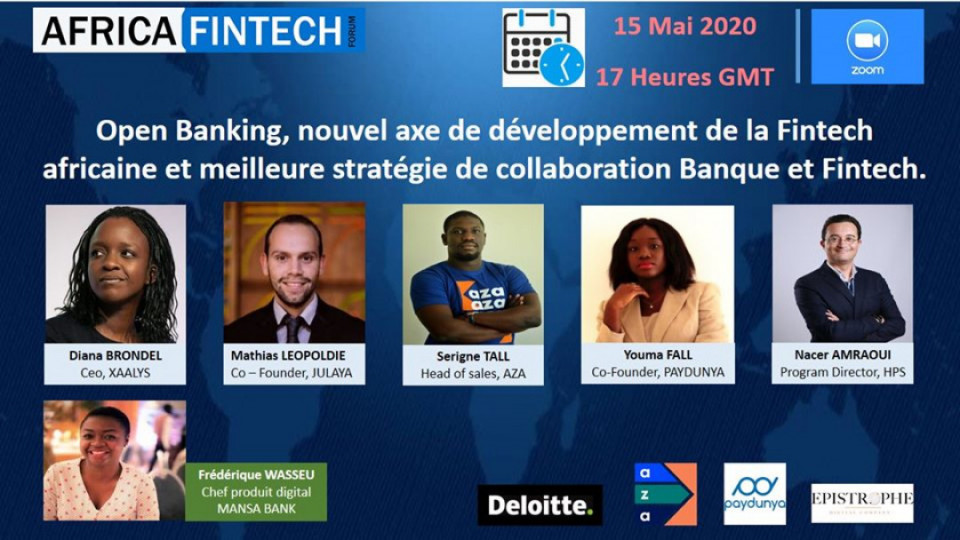 AFRICA FINTECH FORUM
15 Mai 2020
17 Heures GMT
zoom
Open Banking, nouvel axe de développement de la Fintech
africaine et meilleure stratégie de collaboration Banque et Fintech.
aza
aza
Diana BRONDEL
Ceo, XAALYS
Mathias LEOPOLDIE
Co – Founder, JULAYA
Serigne TALL
Head of sales, AZA
Youma FALL
Co-Founder, PAYDUNYA
Nacer AMRAOUI
Program Director, HPS
Frédérique WASSEU
Chef produit digital
MANSA BANK
Deloitte.
a
z
a
paydunya
EPISTROPHE
DIGITAL COMPANY